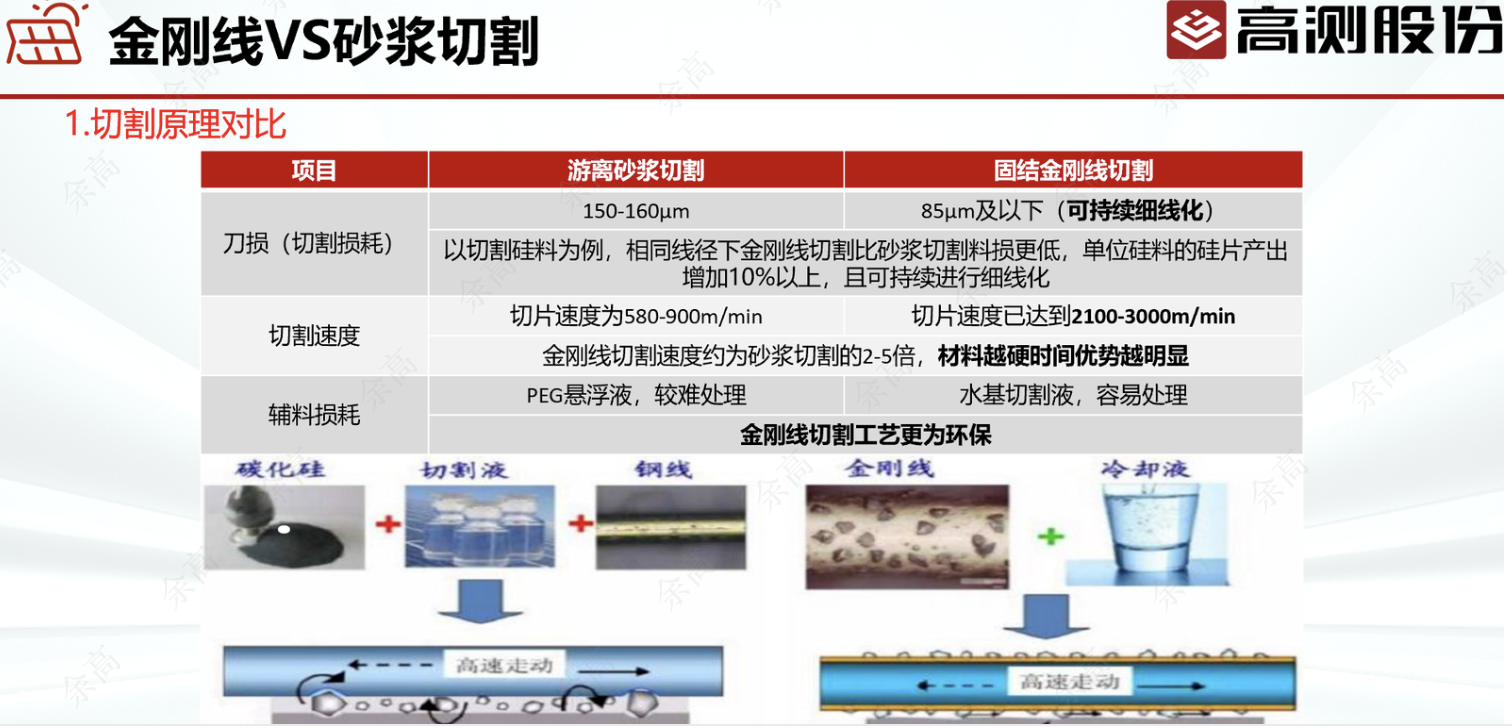 金刚线VS砂浆切割
高测股份
1.切割原理对比
项目
游离砂浆切割
固结金刚线切割
刀损（切割损耗）
150-160μm
85μm及以下（可持续细线化）
以切割硅料为例，相同线径下金刚线切割比砂浆切割料损更低，单位硅料的硅片产出
增加10%以上，且可持续进行细线化
切割速度
切片速度为580-900m/min
切片速度已达到2100-3000m/min
金刚线切割速度约为砂浆切割的2-5倍，材料越硬时间优势越明显
辅料损耗
PEG悬浮液，较难处理
水基切割液，容易处理
金刚线切割工艺更为环保
碳化硅
切割液
钢线
金刚线
冷却液
高速走动
高速走动
余高